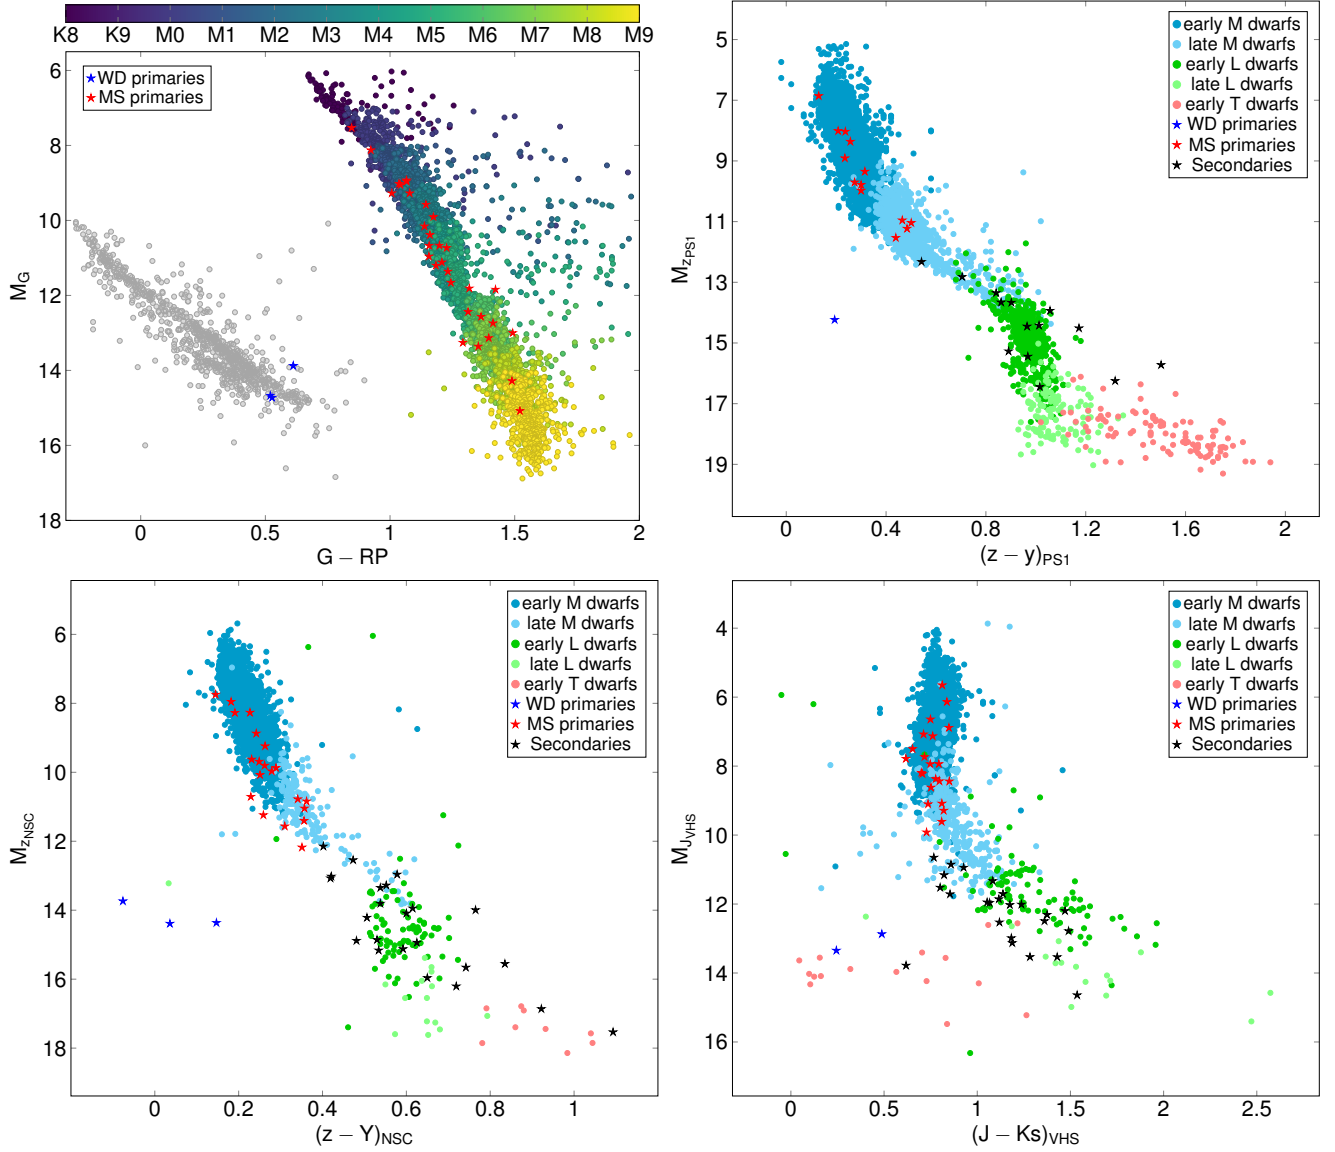 K8 K9 M0 M1 M2 M3 M4 M5 M6 M7 M8 M9
WD primaries
MS primaries
6
8
10
12
14
16
18
M_G
0 0.5 1 1.5 2
G − RP
early M dwarfs
late M dwarfs
early L dwarfs
late L dwarfs
early T dwarfs
WD primaries
MS primaries
Secondaries
5
7
9
11
13
15
17
19
M_zPS1
0 0.4 0.8 1.2 1.6 2
(z − y)PS1
early M dwarfs
late M dwarfs
early L dwarfs
late L dwarfs
early T dwarfs
WD primaries
MS primaries
Secondaries
6
8
10
12
14
16
18
M_zNSC
0 0.2 0.4 0.6 0.8 1
(z − Y)NSC
early M dwarfs
late M dwarfs
early L dwarfs
late L dwarfs
early T dwarfs
WD primaries
MS primaries
Secondaries
4
6
8
10
12
14
16
M_JVHS
0 0.5 1 1.5 2 2.5
(J − Ks)VHS